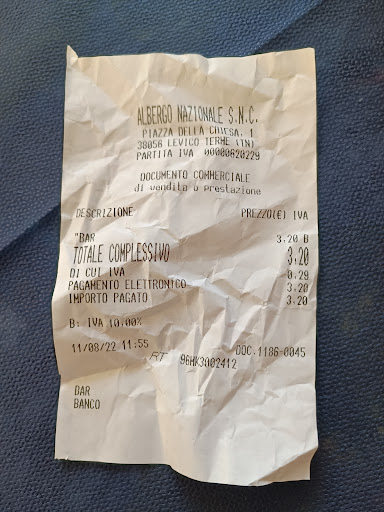 ALBERGO NAZIONALE S.N.C.
PIAZZA DELLA CHIESA, 1
38056 LEVICO TERME (TN)
PARTITA IVA 00000620229
DOCUMENTO COMMERCIALE
di vendita o prestazione
DESCRIZIONE PREZZO(€) IVA
"BAR 3,20 B
TOTALE COMPLESSIVO 3,20
DI CUI IVA 0,29
PAGAMENTO ELETTRONICO 3,20
IMPORTO PAGATO 3,20
B: IVA 10,00%
11/08/22 11:55 DOC.1186-0045
RT 96MK3002412
BAR
BANCO